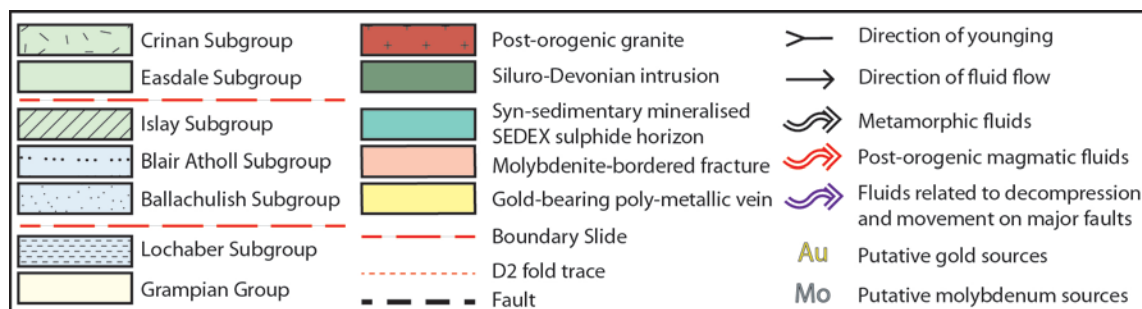 Crinan Subgroup
Easdale Subgroup
Islay Subgroup
Blair Atholl Subgroup
Ballachulish Subgroup
Lochaber Subgroup
Grampian Group
Post-orogenic granite
Siluro-Devonian intrusion
Syn-sedimentary mineralised
SEDEX sulphide horizon
Molybdenite-bordered fracture
Gold-bearing poly-metallic vein
Boundary Slide
D2 fold trace
Fault
Direction of younging
Direction of fluid flow
Metamorphic fluids
Post-orogenic magmatic fluids
Fluids related to decompression
and movement on major faults
Au Putative gold sources
Mo Putative molybdenum sources